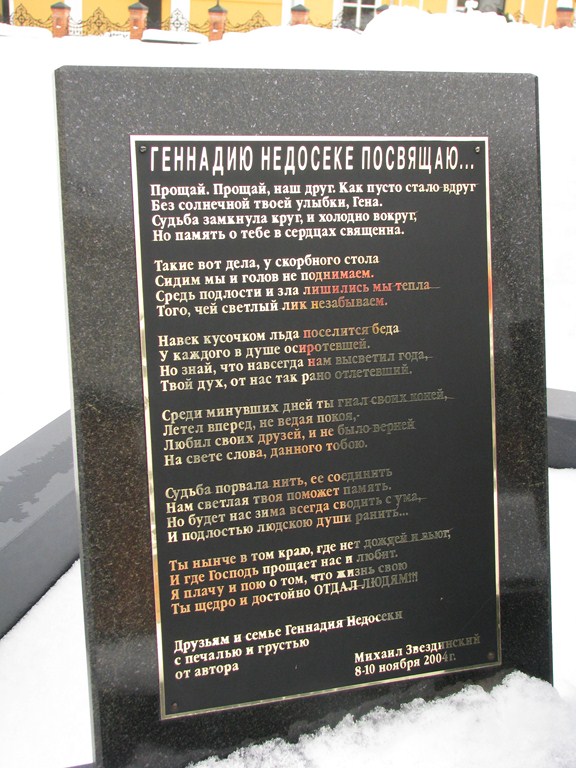 ГЕННАДИЮ НЕДОСЕКЕ ПОСВЯЩАЮ...
Прощай. Прощай, наш друг. Как пусто стало вдруг
Без солнечной твоей улыбки, Гена.
Судьба замкнула круг, и холодно вокруг,
Но память о тебе в сердцах священна.
Такие вот дела, у скорбного стола
Сидим мы и голов не поднимаем.
Средь подлости и зла лишились мы тепла
Того, чей светлый лик незабываем.
Навек кусочком льда поселится беда
У каждого в душе осиротевшей.
Но знай, что навсегда нам высветил года,
Твой дух, от нас так рано отлетевший.
Среди минувших дней ты гнал своих коней,
Летел вперед, не ведая покоя,
Любил своих друзей, и не было верней
На свете слова, данного тобою.
Судьба порвала нить, ее соединить
Нам светлая твоя поможет память.
Но будет нас зима всегда сводить с ума,
И подлостью людскою души ранить...
Ты нынче в том краю, где нет дождей и вьюг,
И где Господь прощает нас и любит.
Я плачу и пою о том, что жизнь свою
Ты щедро и достойно ОТДАЛ ЛЮДЯМ!!!
Друзьям и семье Геннадия Недосеки
с печалью и грустью
от автора
Михаил Звездинский
8-10 ноября 2004г.